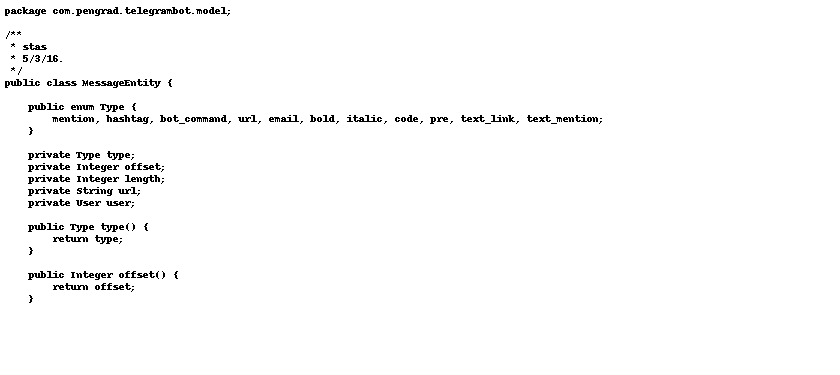 package com.pengrad.telegrambot.model;

/**
 * stas
 * 5/3/16.
 */
public class MessageEntity {

    public enum Type {
        mention, hashtag, bot_command, url, email, bold, italic, code, pre, text_link, text_mention;
    }

    private Type type;
    private Integer offset;
    private Integer length;
    private String url;
    private User user;

    public Type type() {
        return type;
    }

    public Integer offset() {
        return offset;
    }